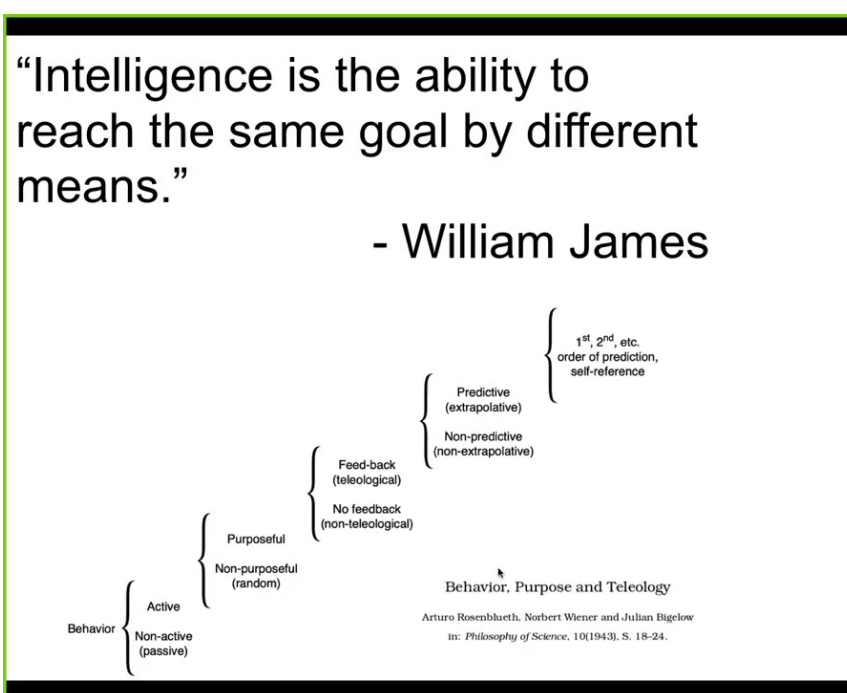 “Intelligence is the ability to
reach the same goal by different
means.”
- William James
1st, 2nd, etc.
order of prediction,
self-reference
Predictive
(extrapolative)
Non-predictive
(non-extrapolative)
Feed-back
(teleological)
No feedback
(non-teleological)
Purposeful
Non-purposeful
(random)
Active
Behavior
Non-active
(passive)
Behavior, Purpose and Teleology
Arturo Rosenblueth, Norbert Wiener and Julian Bigelow
in: Philosophy of Science, 10(1943), S. 18–24.